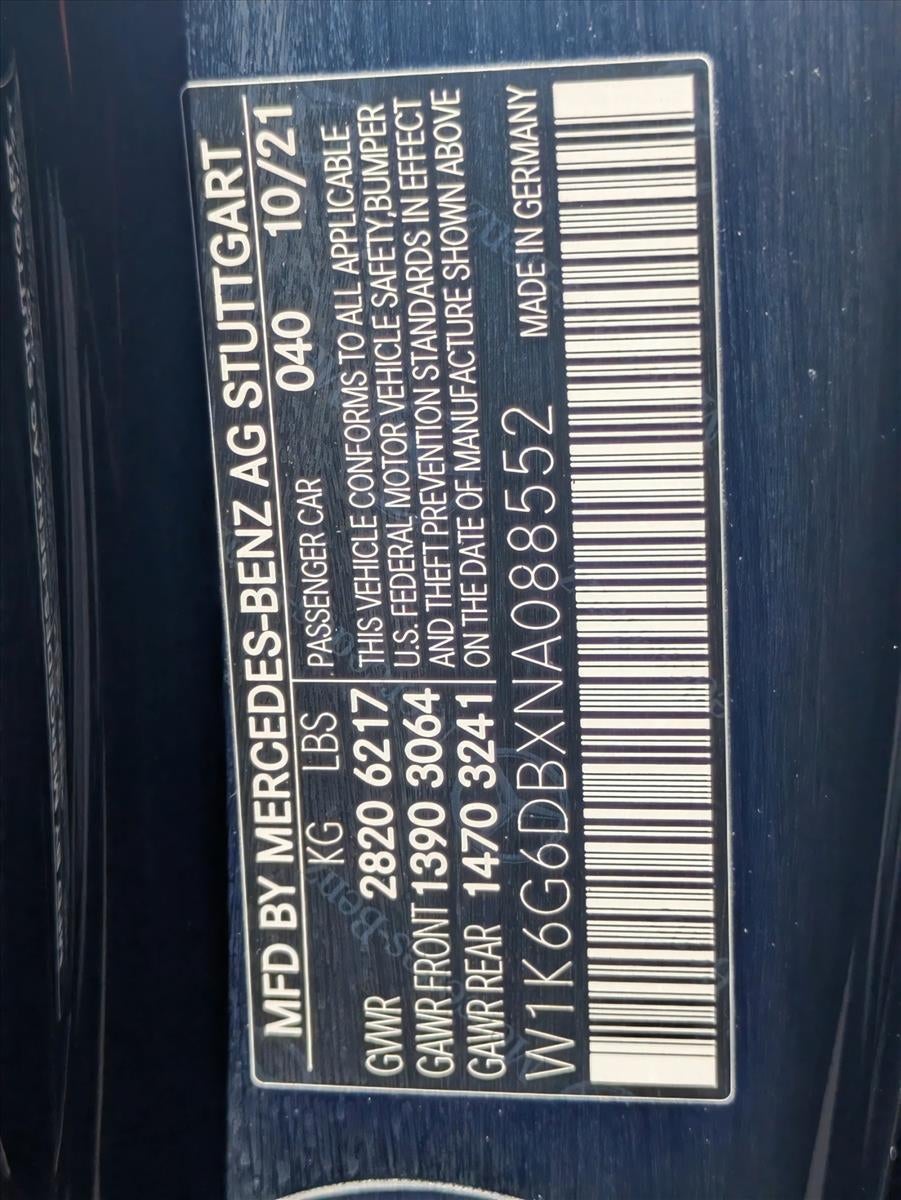 MFD BY MERCEDES-BENZ AG STUTTGART
040 10/21
KG LBS
GVWR 2820 6217
GAWR FRONT 1390 3064
GAWR REAR 1470 3241
PASSENGER CAR
THIS VEHICLE CONFORMS TO ALL APPLICABLE
U.S. FEDERAL MOTOR VEHICLE SAFETY,BUMPER
AND THEFT PREVENTION STANDARDS IN EFFECT
ON THE DATE OF MANUFACTURE SHOWN ABOVE
MADE IN GERMANY
W1K6G6DBXNA088552